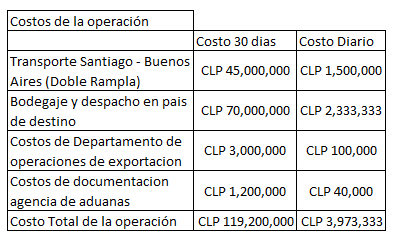 Costos de la operación
Costo 30 dias Costo Diario
Transporte Santiago - Buenos
Aires (Doble Rampla) CLP 45,000,000 CLP 1,500,000
Bodegaje y despacho en pais
de destino CLP 70,000,000 CLP 2,333,333
Costos de Departamento de
operaciones de exportacion CLP 3,000,000 CLP 100,000
Costos de documentacion
agencia de aduanas CLP 1,200,000 CLP 40,000
Costo Total de la operación CLP 119,200,000 CLP 3,973,333